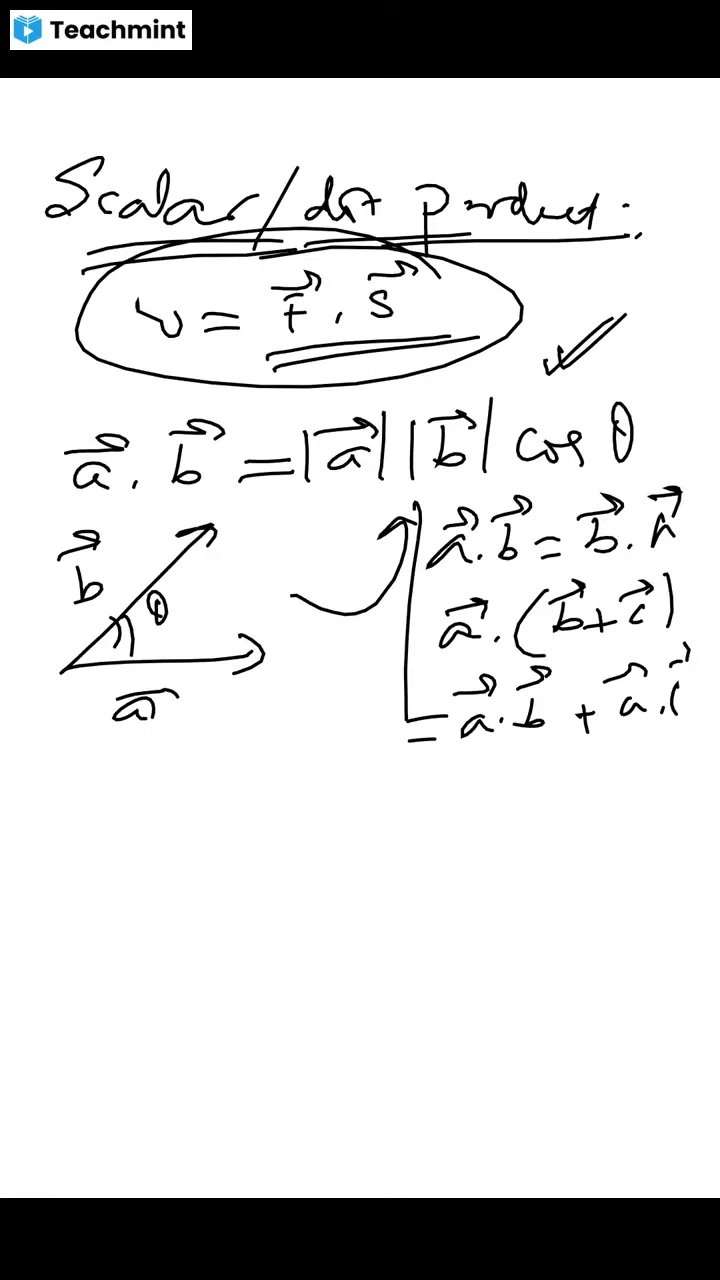 Teachmint
Scalar/dot product:
w = F⃗ . S⃗
a⃗ . b⃗ = |a⃗| |b⃗| cos θ
b⃗
θ
a⃗
a⃗ . b⃗ = b⃗ . a⃗
a⃗ . (b⃗ + c⃗)
= a⃗ . b⃗ + a⃗ . c⃗